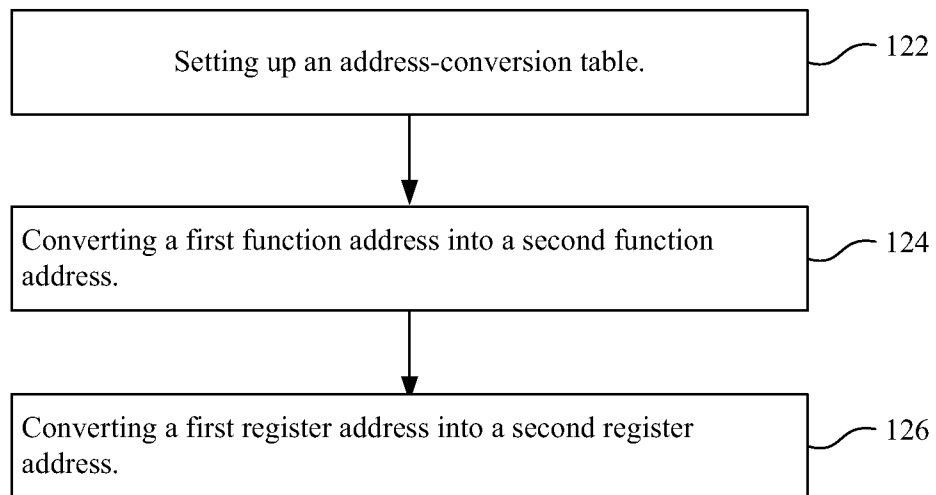 Setting up an address-conversion table.
122
Converting a first function address into a second function
address.
124
Converting a first register address into a second register
address.
126